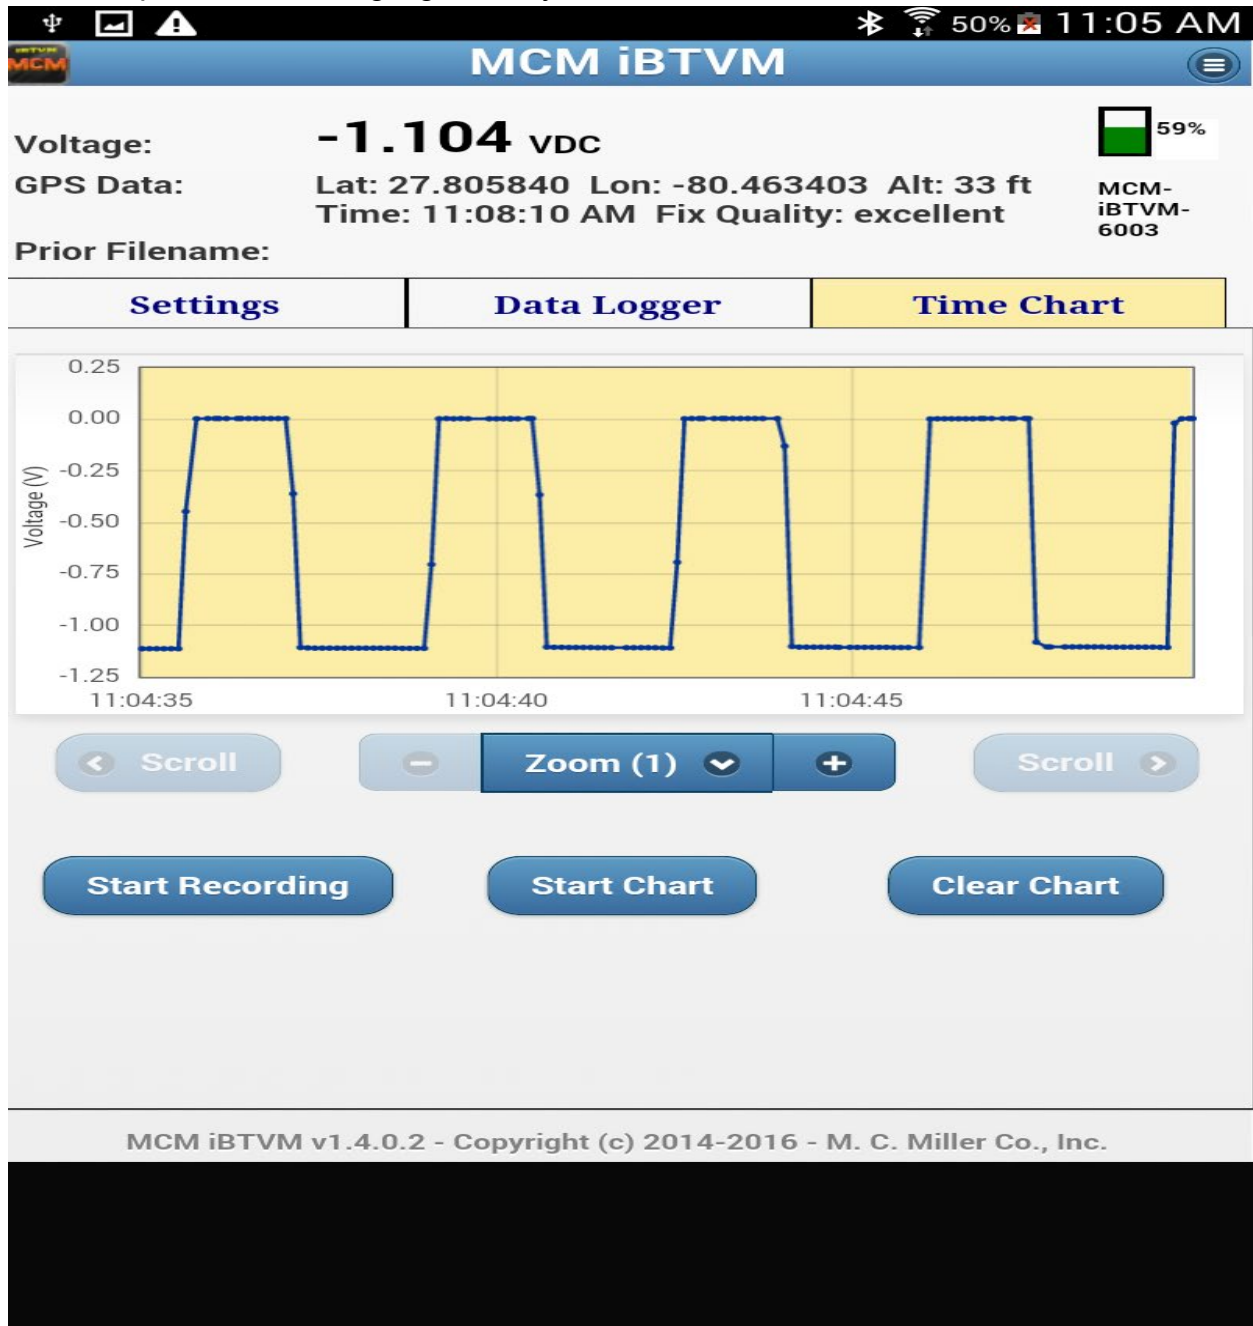 50% 11:05 AM
iBTVM
MCM
MCM iBTVM
Voltage: -1.104 VDC
59%
GPS Data: Lat: 27.805840 Lon: -80.463403 Alt: 33 ft
Time: 11:08:10 AM Fix Quality: excellent
MCM-
iBTVM-
6003
Prior Filename:
Settings Data Logger Time Chart
Voltage (V)
0.25
0.00
-0.25
-0.50
-0.75
-1.00
-1.25
11:04:35 11:04:40 11:04:45
Scroll Zoom (1) Scroll
Start Recording Start Chart Clear Chart
MCM iBTVM v1.4.0.2 - Copyright (c) 2014-2016 - M. C. Miller Co., Inc.